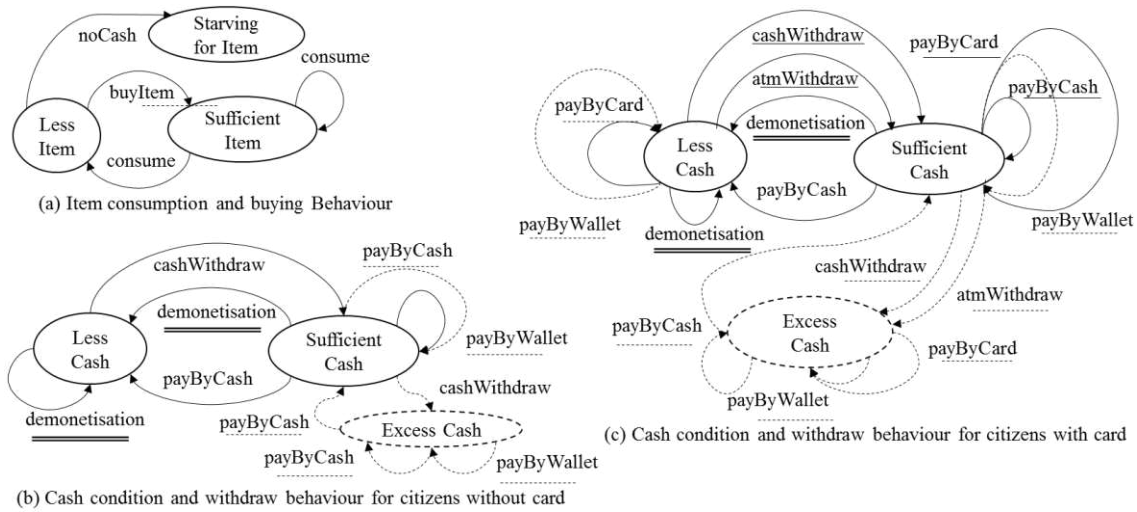 noCash
Starving
for Item
consume
buyItem
Less
Item
Sufficient
Item
consume
(a) Item consumption and buying Behaviour
cashWithdraw
payByCash
demonetisation
Less
Cash
Sufficient
Cash
payByWallet
payByCash
cashWithdraw
demonetisation
payByCash
Excess Cash
payByCash
payByWallet
(b) Cash condition and withdraw behaviour for citizens without card
cashWithdraw
payByCard
atmWithdraw
payByCash
payByCard
demonetisation
Less
Cash
Sufficient
Cash
payByCash
payByWallet
payByWallet
demonetisation
cashWithdraw
atmWithdraw
payByCash
Excess
Cash
payByCard
payByWallet
(c) Cash condition and withdraw behaviour for citizens with card